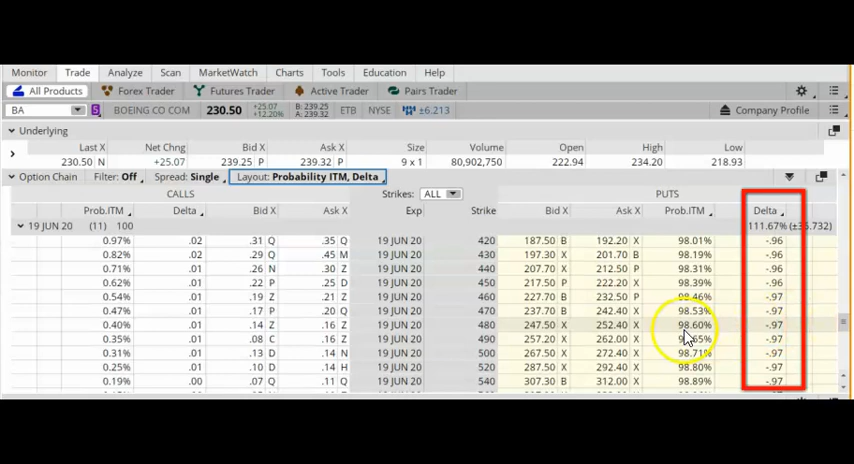 Monitor Trade Analyze Scan MarketWatch Charts Tools Education Help
All Products Forex Trader Futures Trader Active Trader Pairs Trader
BA 5 BOEING CO COM 230.50 +25.07 +12.20% B: 239.25 A: 239.32 ETB NYSE ±6.213 Company Profile
Underlying
Last X Net Chng Bid X Ask X Size Volume Open High Low
230.50 N +25.07 239.25 P 239.32 P 9 x 1 80,902,750 222.94 234.20 218.93
Option Chain Filter: Off Spread: Single Layout: Probability ITM, Delta
CALLS Strikes: ALL PUTS
Prob.ITM Delta Bid X Ask X Exp Strike Bid X Ask X Prob.ITM Delta
19 JUN 20 (11) 100 111.67%
0.97% .02 .31 Q .35 Q 19 JUN 20 420 187.50 B 192.20 X 98.01% -.96
0.82% .02 .29 Q .45 M 19 JUN 20 430 197.30 X 201.70 B 98.19% -.96
0.71% .01 .26 N .30 Z 19 JUN 20 440 207.70 X 212.50 P 98.31% -.96
0.62% .01 .22 P .25 D 19 JUN 20 450 217.50 P 222.20 X 98.39% -.96
0.54% .01 .19 Z .21 Z 19 JUN 20 460 227.70 B 232.50 P 98.46% -.97
0.47% .01 .17 P .20 Q 19 JUN 20 470 237.70 B 242.40 X 98.53% -.97
0.40% .01 .14 Z .16 Z 19 JUN 20 480 247.50 X 252.40 X 98.60% -.97
0.35% .01 .08 C .16 Z 19 JUN 20 490 257.20 X 262.00 X -.97
0.31% .01 .13 D .14 N 19 JUN 20 500 267.50 X 272.40 X 98.71% -.97
0.25% .01 .10 D .14 H 19 JUN 20 520 287.50 X 292.40 X 98.80% -.97
0.19% .00 .07 Q .11 Q 19 JUN 20 540 307.30 B 312.00 X 98.89% -.97